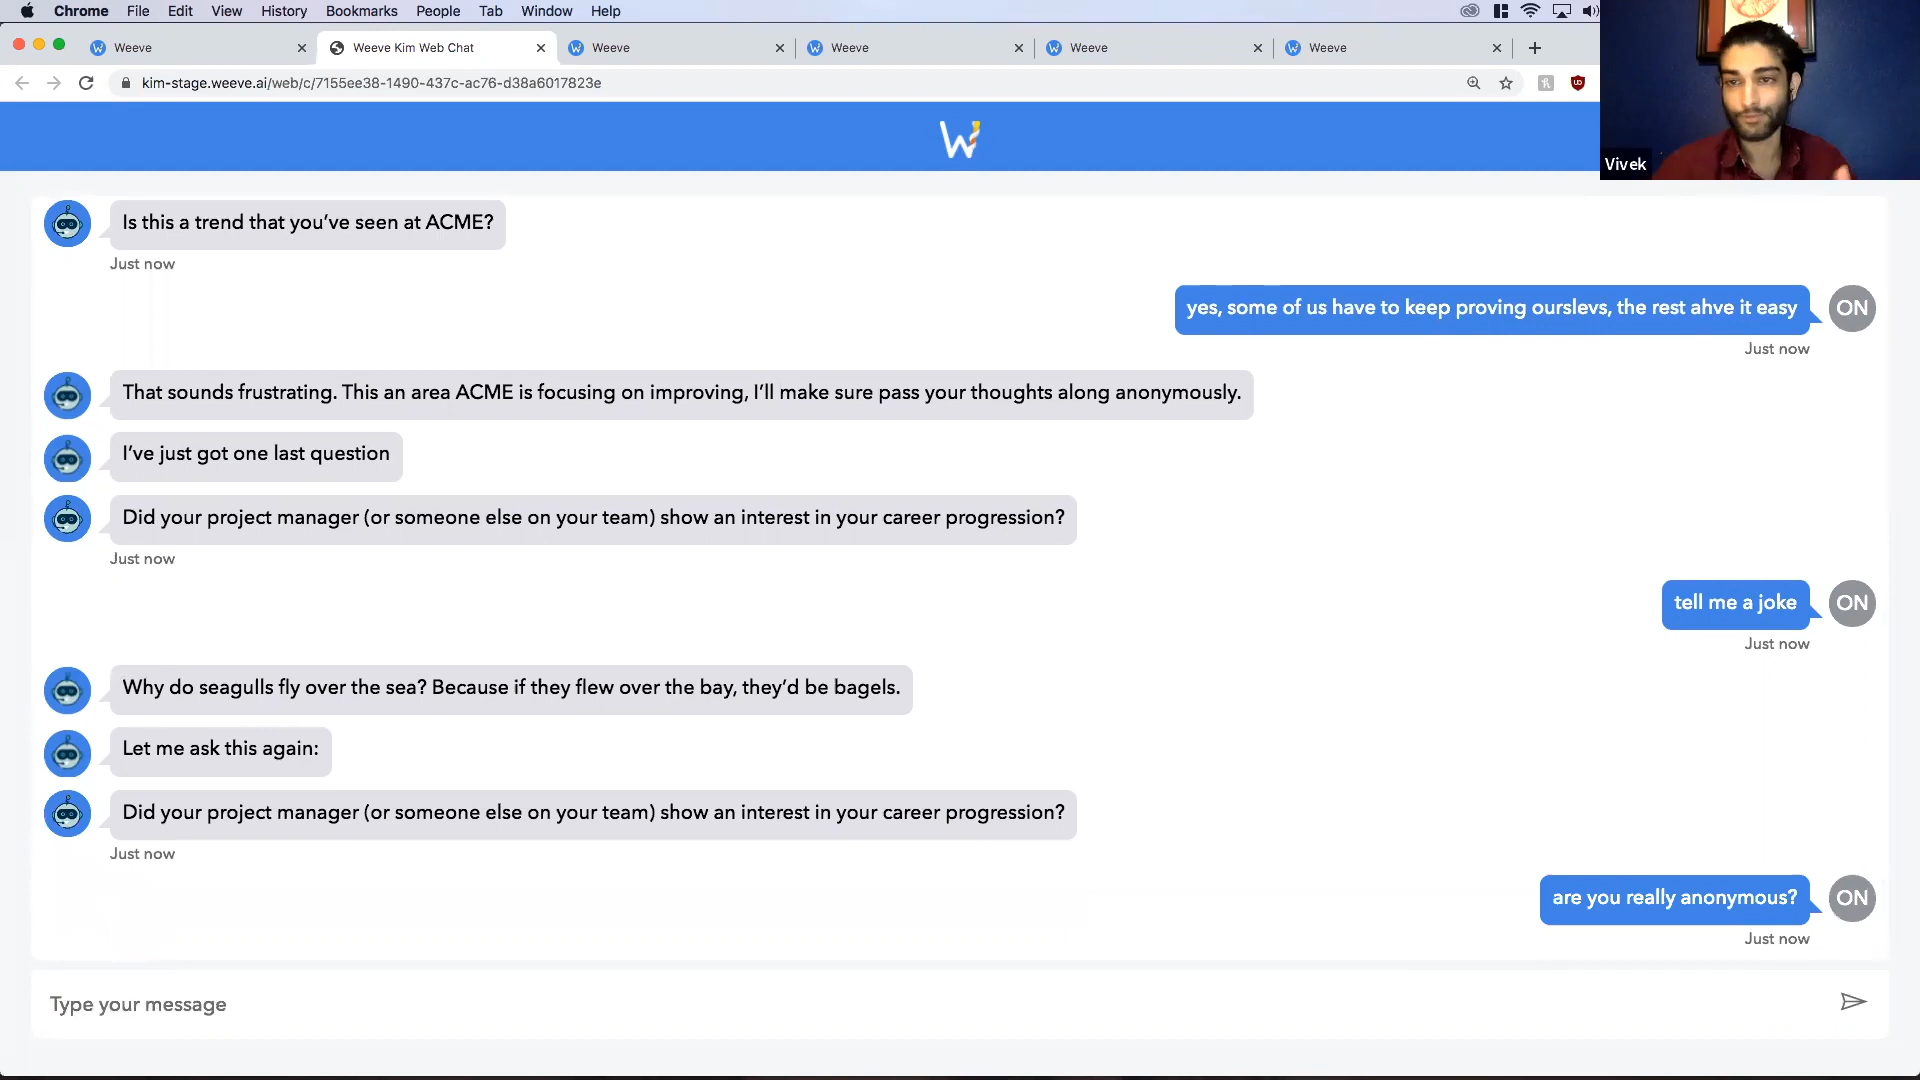 Chrome File Edit View History Bookmarks People Tab Window Help
Weeve
Weeve Kim Web Chat
Weeve
Weeve
Weeve
Weeve
kim-stage.weeve.ai/web/c/7155ee38-1490-437c-ac76-d38a6017823e
W
Vivek
Is this a trend that you’ve seen at ACME?
Just now
yes, some of us have to keep proving ourslevs, the rest ahve it easy
ON
Just now
That sounds frustrating. This an area ACME is focusing on improving, I’ll make sure pass your thoughts along anonymously.
I’ve just got one last question
Did your project manager (or someone else on your team) show an interest in your career progression?
Just now
tell me a joke
ON
Just now
Why do seagulls fly over the sea? Because if they flew over the bay, they’d be bagels.
Let me ask this again:
Did your project manager (or someone else on your team) show an interest in your career progression?
Just now
are you really anonymous?
ON
Just now
Type your message